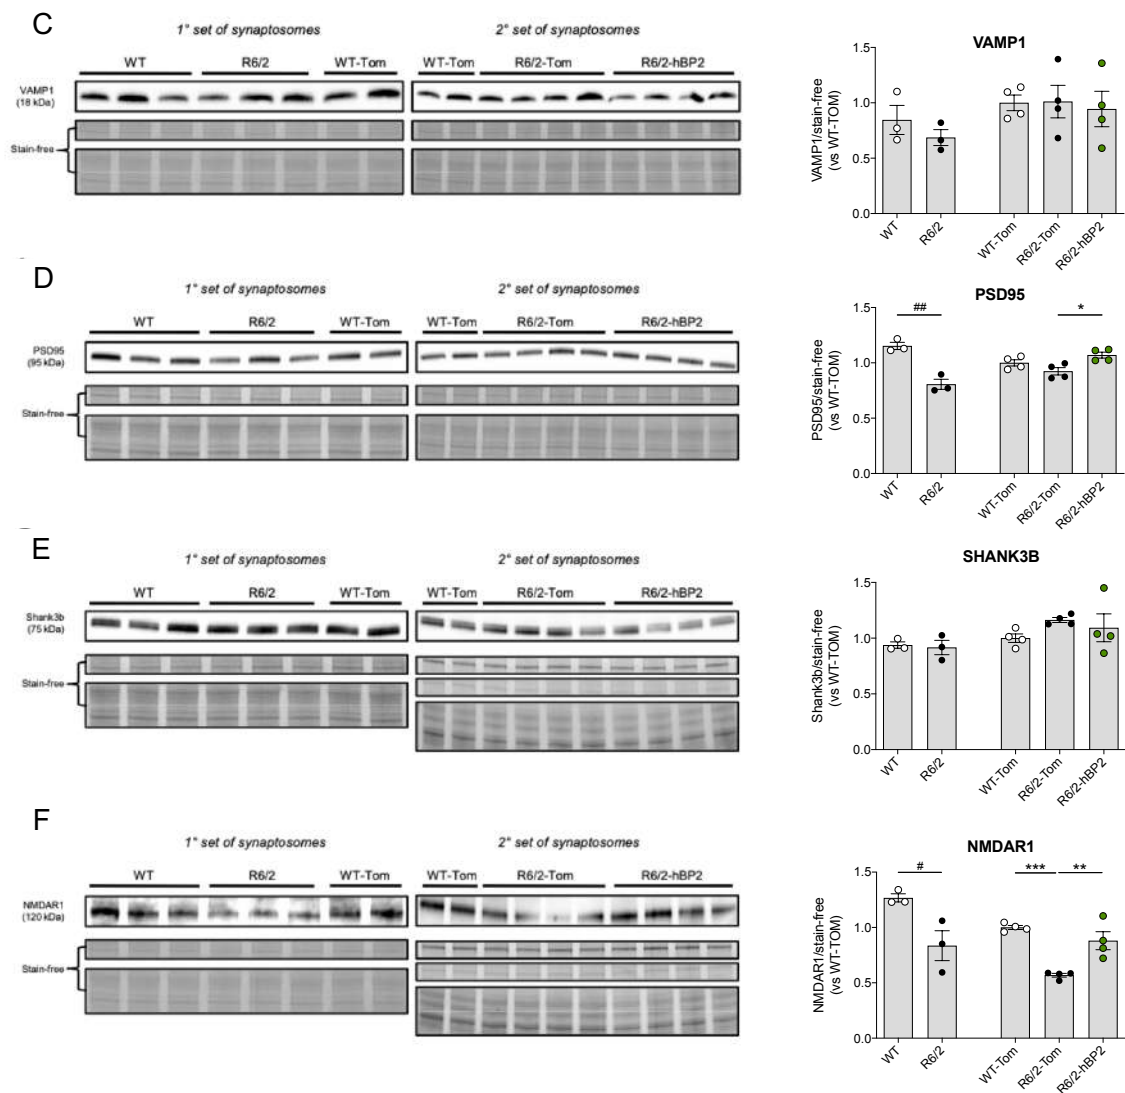 C
1° set of synaptosomes
2° set of synaptosomes
WT R6/2 WT-Tom
WT-Tom R6/2-Tom R6/2-hBP2
VAMP1
(18 kDa)
Stain-free
VAMP1
VAMP1/stain-free
(vs WT-TOM)
1.5
1.0
0.5
0.0
WT
R6/2
WT-Tom
R6/2-Tom
R6/2-hBP2
D
1° set of synaptosomes
2° set of synaptosomes
WT R6/2 WT-Tom
WT-Tom R6/2-Tom R6/2-hBP2
PSD95
(95 kDa)
Stain-free
PSD95
PSD95/stain-free
(vs WT-TOM)
1.5
1.0
0.5
0.0
##
*
WT
R6/2
WT-Tom
R6/2-Tom
R6/2-hBP2
E
1° set of synaptosomes
2° set of synaptosomes
WT R6/2 WT-Tom
WT-Tom R6/2-Tom R6/2-hBP2
Shank3b
(75 kDa)
Stain-free
SHANK3B
Shank3b/stain-free
(vs WT-TOM)
1.5
1.0
0.5
0.0
WT
R6/2
WT-Tom
R6/2-Tom
R6/2-hBP2
F
1° set of synaptosomes
2° set of synaptosomes
WT R6/2 WT-Tom
WT-Tom R6/2-Tom R6/2-hBP2
NMDAR1
(120 kDa)
Stain-free
NMDAR1
NMDAR1/stain-free
(vs WT-TOM)
1.5
1.0
0.5
0.0
#
***
**
WT
R6/2
WT-Tom
R6/2-Tom
R6/2-hBP2